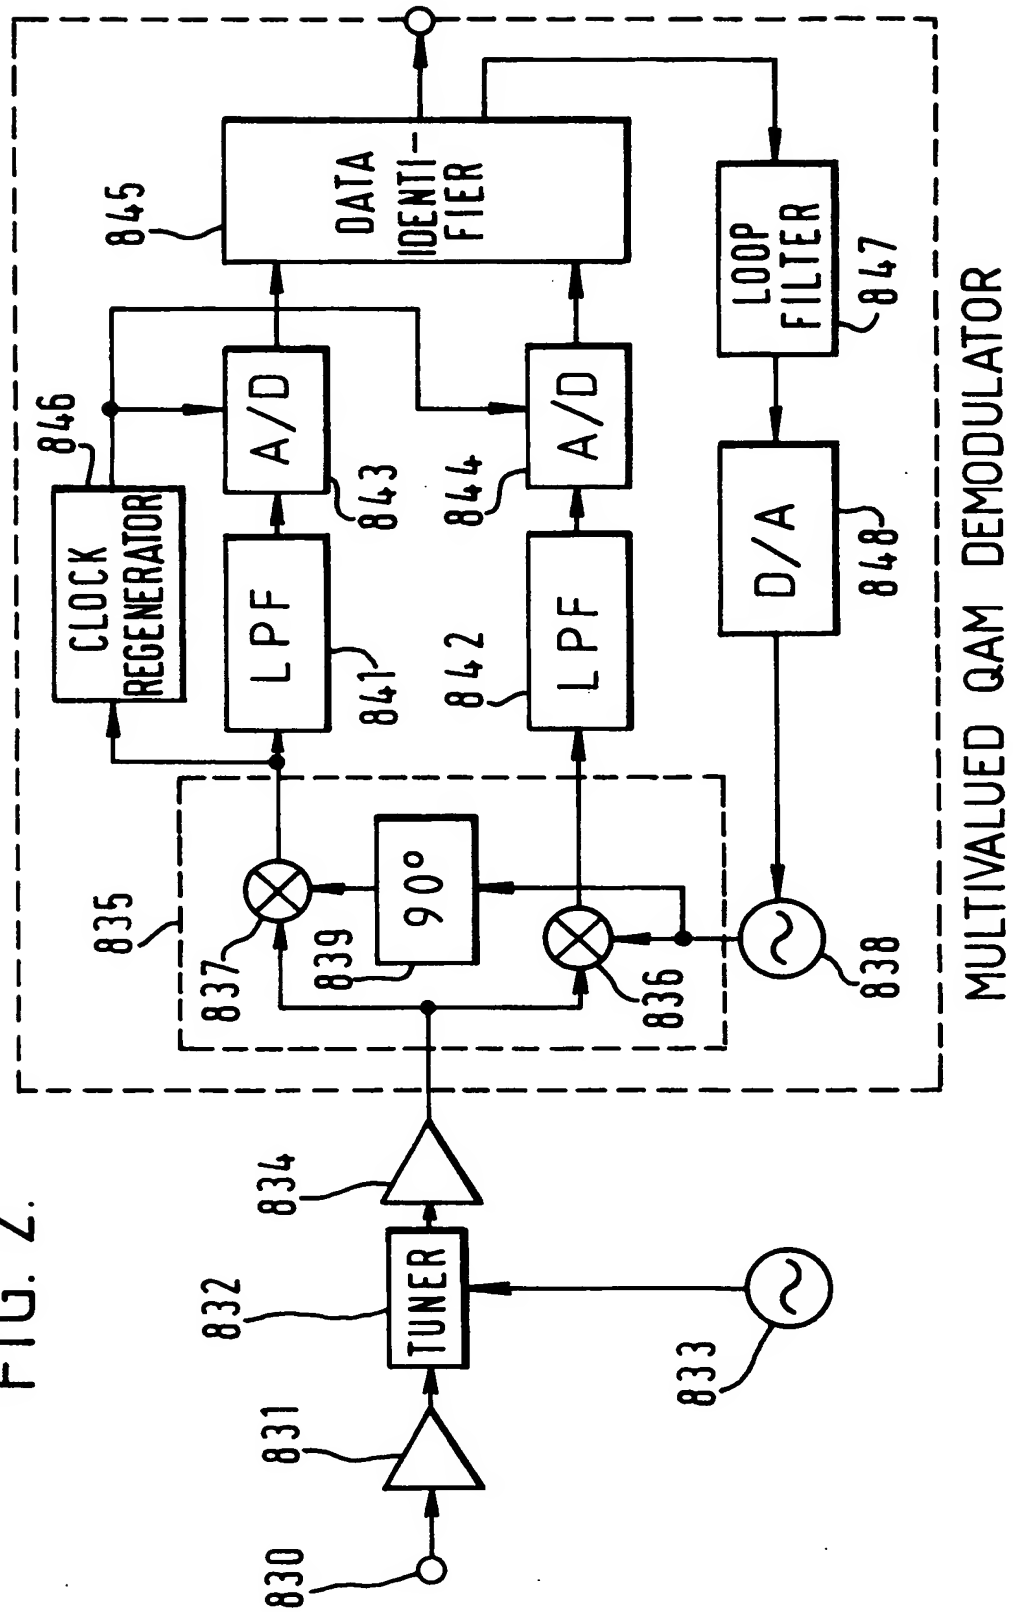 FIG. 2.
830
831
TUNER
832
833
834
835
837
90°
839
836
838
CLOCK
REGENERATOR
846
LPF
841
LPF
842
A/D
843
A/D
844
DATA
IDENTI-
FIER
845
LOOP
FILTER
847
D/A
848
MULTIVALUED QAM DEMODULATOR